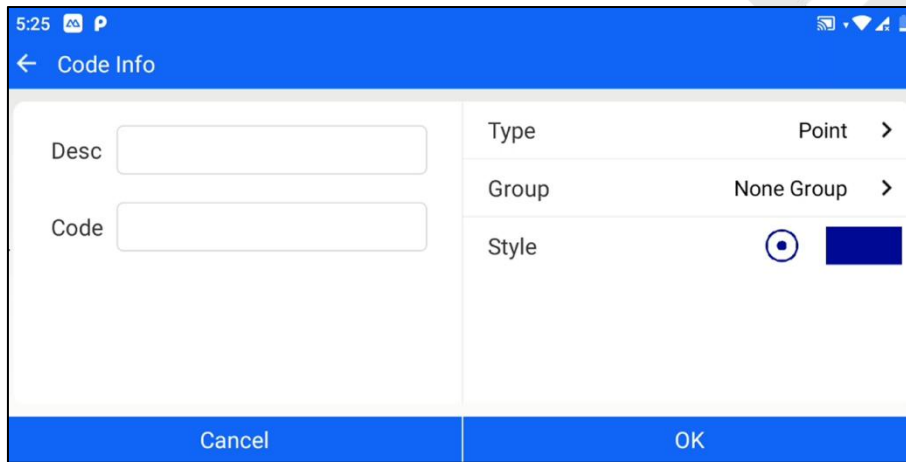 5:25
Code Info
Desc
Code
Type Point
Group None Group
Style
Cancel OK